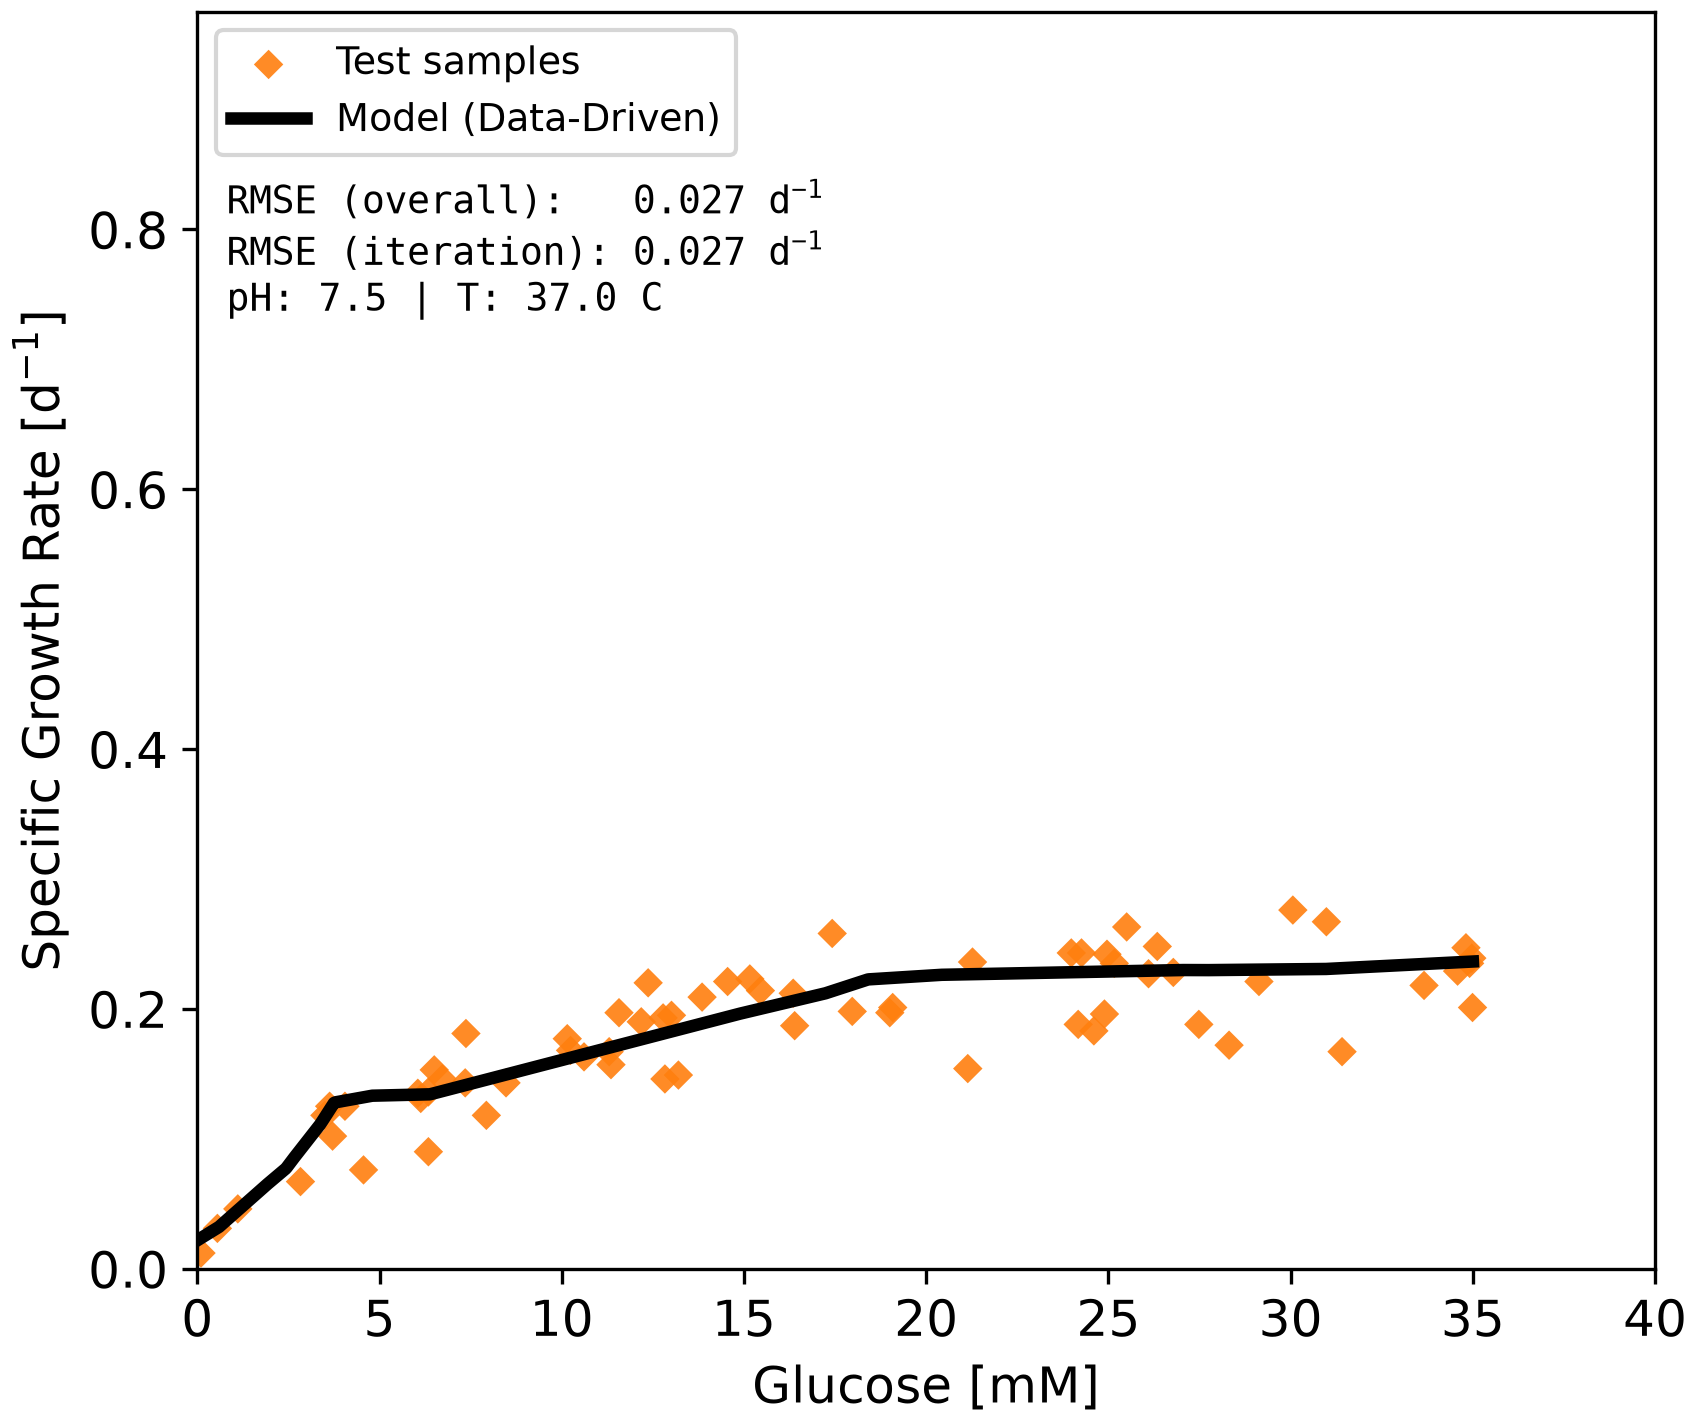 Test samples
Model (Data-Driven)
RMSE (overall): 0.027 d⁻¹
RMSE (iteration): 0.027 d⁻¹
pH: 7.5 | T: 37.0 C
Specific Growth Rate [d⁻¹]
0.8
0.6
0.4
0.2
0.0
0 5 10 15 20 25 30 35 40
Glucose [mM]